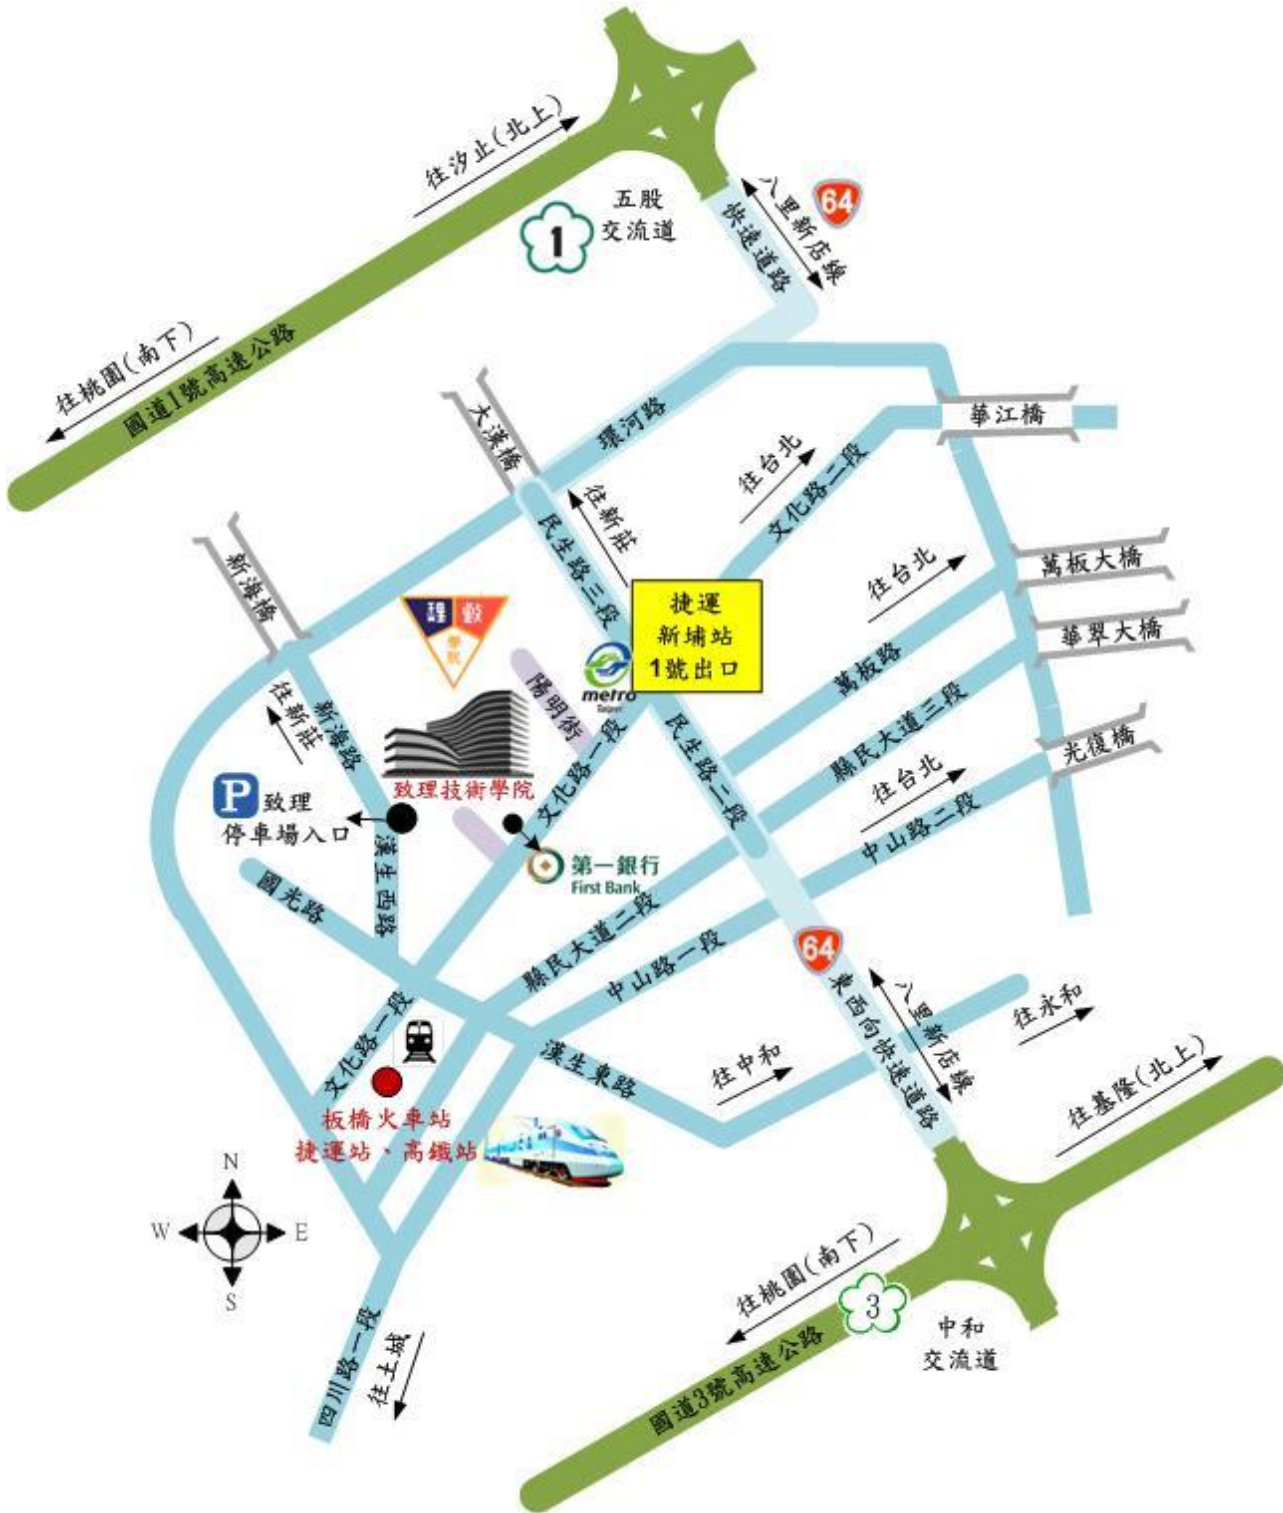 往汐止(北上)
五股
交流道
1
64
八里新店線
快速道路
往桃園(南下)
國道1號高速公路
大漢橋
環河路
華江橋
往台北
文化路二段
往新莊
民生路三段
新海橋
往台北
萬板大橋
華翠大橋
捷運
新埔站
1號出口
萬板路
metro
Taipei
陽明街
學院
往新莊
新海路
民生路二段
縣民大道三段
光復橋
往台北
中山路二段
P
致理
停車場入口
致理技術學院
文化路一段
漢生西路
第一銀行
First Bank
國光路
縣民大道二段
中山路一段
64
東西向快速道路
八里新店線
往永和
往中和
漢生東路
文化路一段
往基隆(北上)
板橋火車站
捷運站、高鐵站
N
W
E
S
往桃園(南下)
3
中和
交流道
國道3號高速公路
四川路一段
往土城